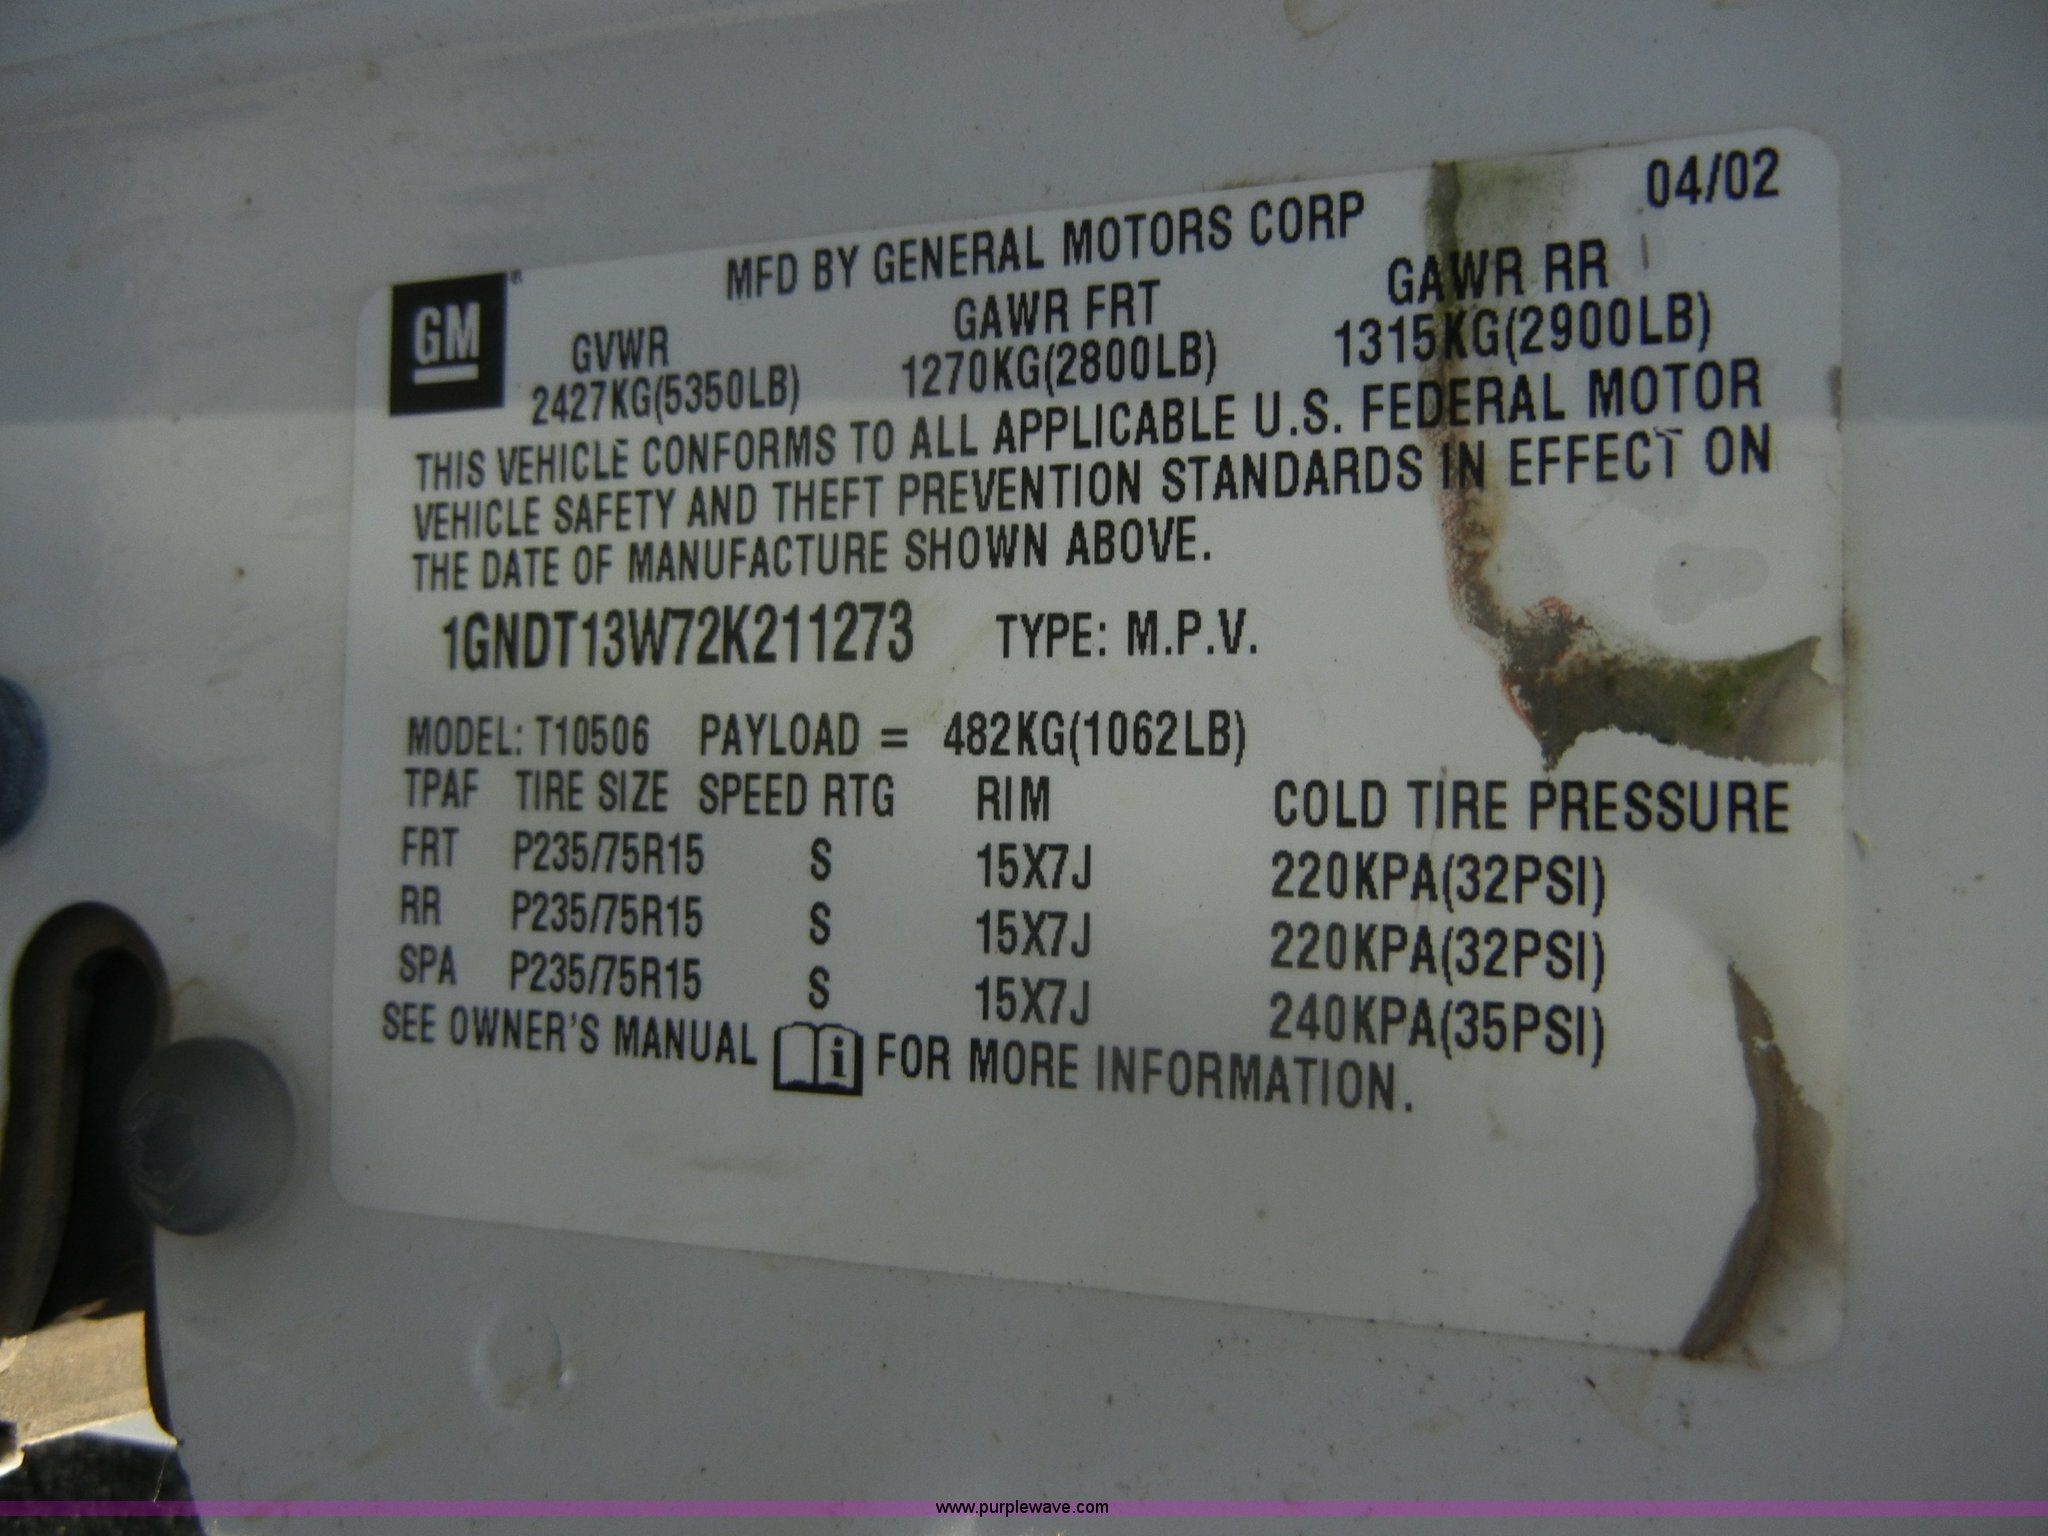 04/02
MFD BY GENERAL MOTORS CORP
GM®
GVWR GAWR FRT GAWR RR
2427KG(5350LB) 1270KG(2800LB) 1315KG(2900LB)
THIS VEHICLE CONFORMS TO ALL APPLICABLE U.S. FEDERAL MOTOR
VEHICLE SAFETY AND THEFT PREVENTION STANDARDS IN EFFECT ON
THE DATE OF MANUFACTURE SHOWN ABOVE.
1GNDT13W72K211273 TYPE: M.P.V.
MODEL: T10506 PAYLOAD = 482KG(1062LB)
TPAF TIRE SIZE SPEED RTG RIM COLD TIRE PRESSURE
FRT P235/75R15 S 15X7J 220KPA(32PSI)
RR P235/75R15 S 15X7J 220KPA(32PSI)
SPA P235/75R15 S 15X7J 240KPA(35PSI)
SEE OWNER'S MANUAL i FOR MORE INFORMATION.
www.purplewave.com